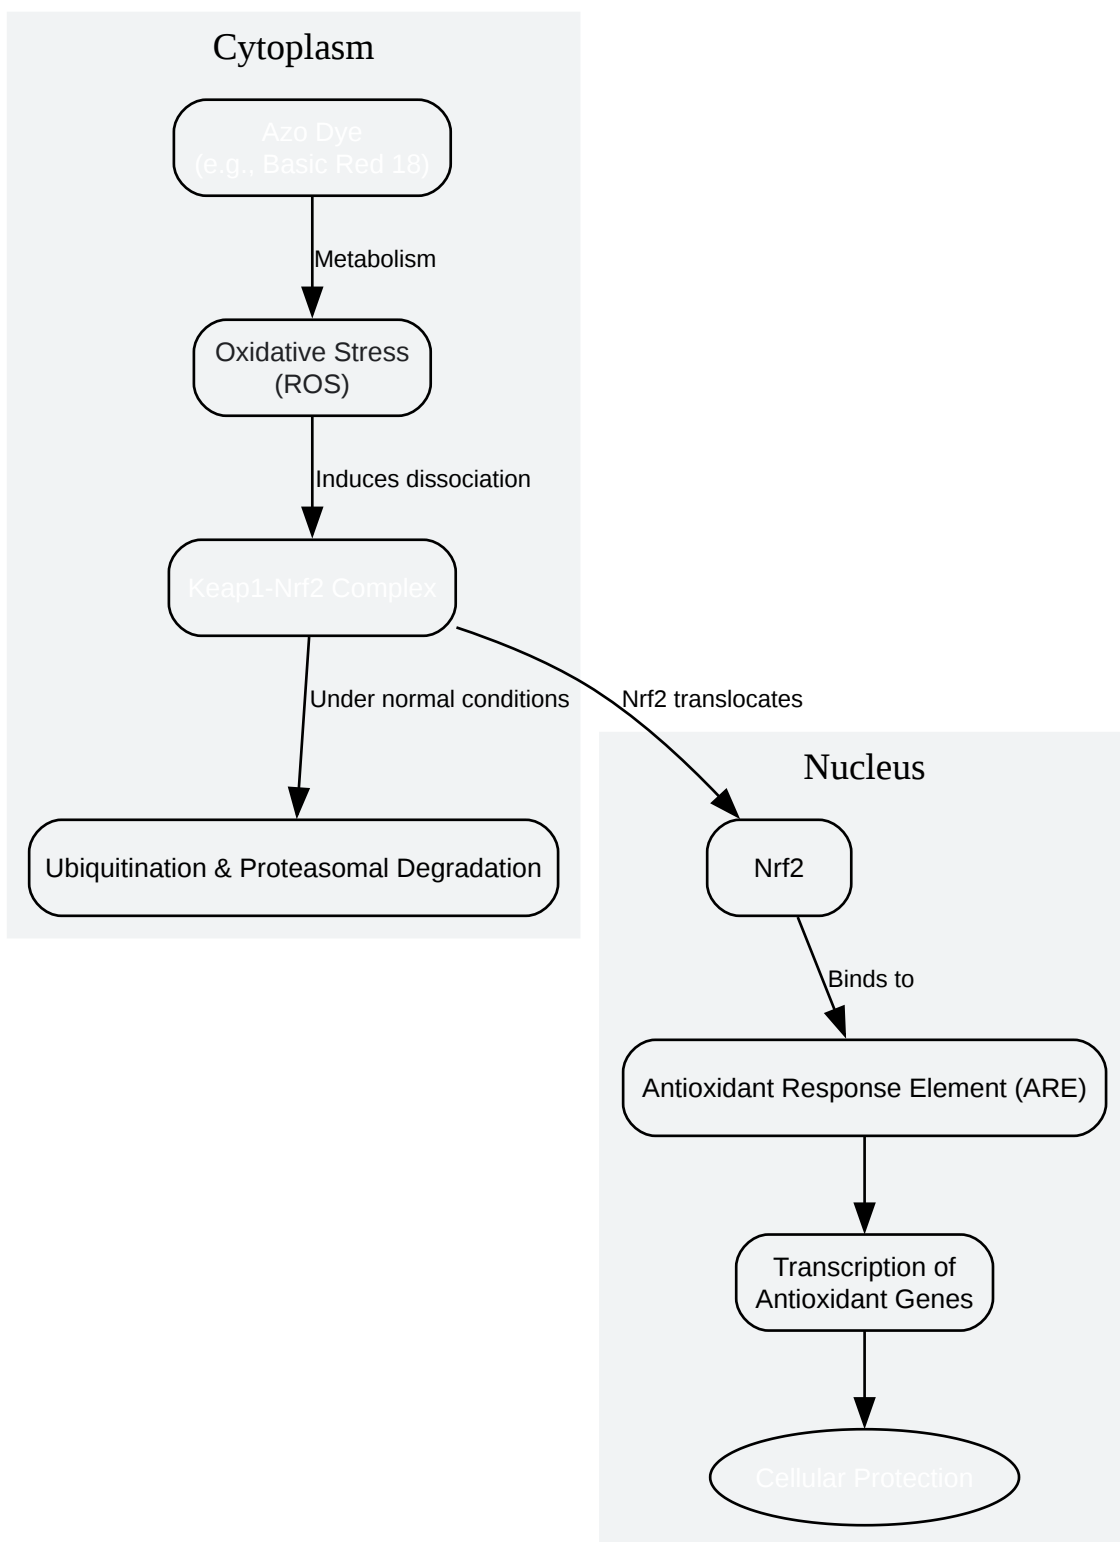 Cytoplasm
Azo Dye
(e.g., Basic Red 18)
Metabolism
Oxidative Stress
(ROS)
Induces dissociation
Keap1-Nrf2 Complex
Under normal conditions
Nrf2 translocates
Ubiquitination & Proteasomal Degradation
Nucleus
Nrf2
Binds to
Antioxidant Response Element (ARE)
Transcription of
Antioxidant Genes
Cellular Protection